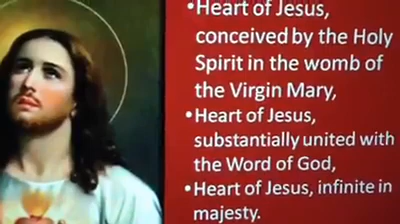 •Heart of Jesus,
conceived by the Holy
Spirit in the womb of
the Virgin Mary,
•Heart of Jesus,
substantially united with
the Word of God,
•Heart of Jesus, infinite in
majesty.